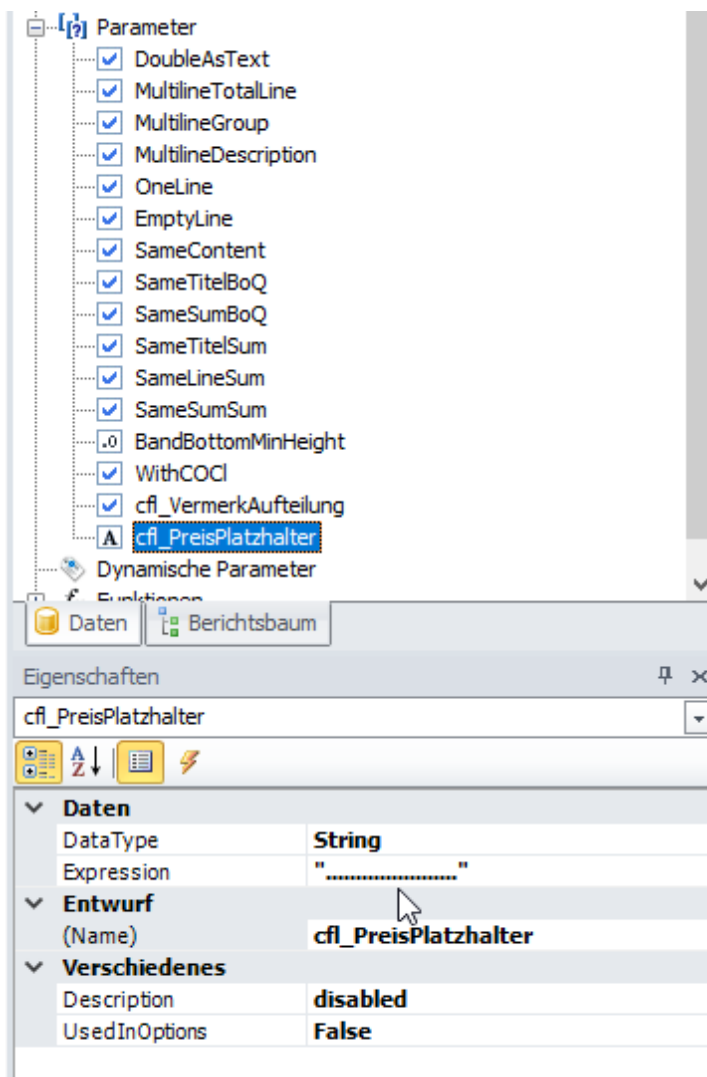 Parameter
DoubleAsText
MultilineTotalLine
MultilineGroup
MultilineDescription
OneLine
EmptyLine
SameContent
SameTitelBoQ
SameSumBoQ
SameTitelSum
SameLineSum
SameSumSum
BandBottomMinHeight
WithCOCl
cfl_VermerkAufteilung
A cfl_PreisPlatzhalter
Dynamische Parameter
Funktionen
Daten Berichtsbaum
Eigenschaften
cfl_PreisPlatzhalter
Daten
DataType String
Expression "......................"
Entwurf
(Name) cfl_PreisPlatzhalter
Verschiedenes
Description disabled
UsedInOptions False